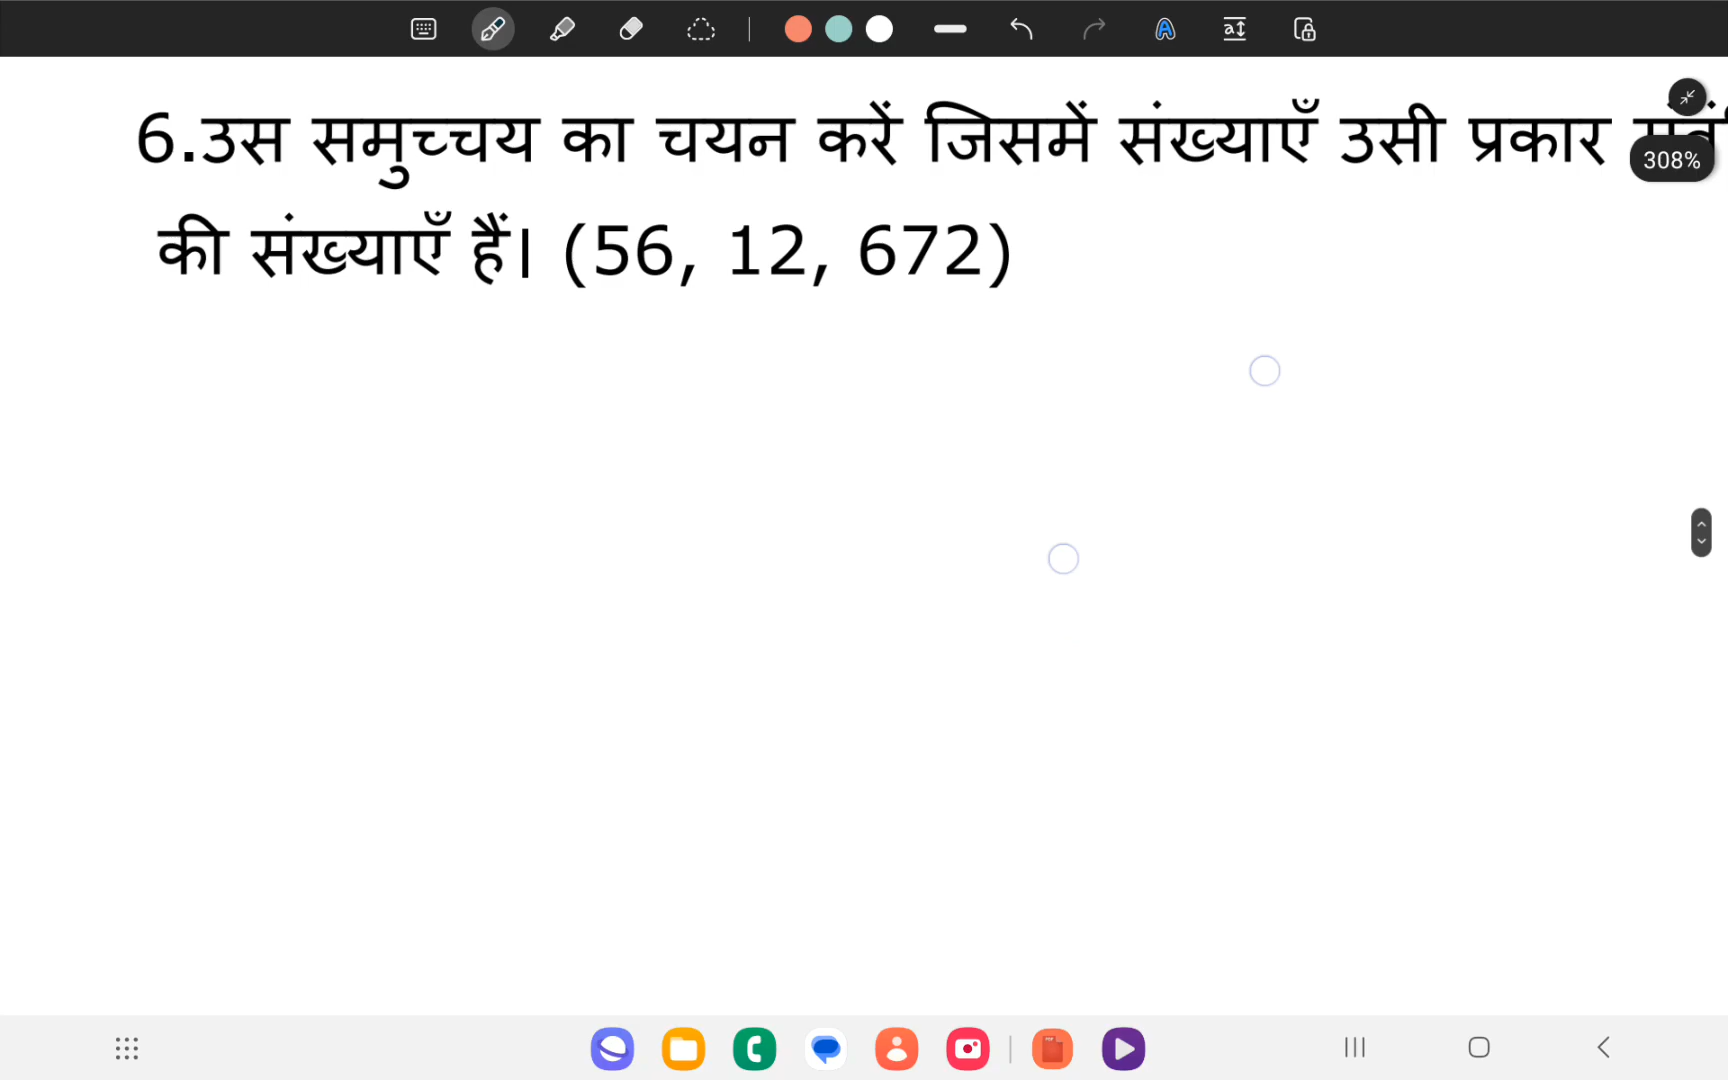 308%
6.उस समुच्चय का चयन करें जिसमें संख्याएँ उसी प्रकार
की संख्याएँ हैं। (56, 12, 672)